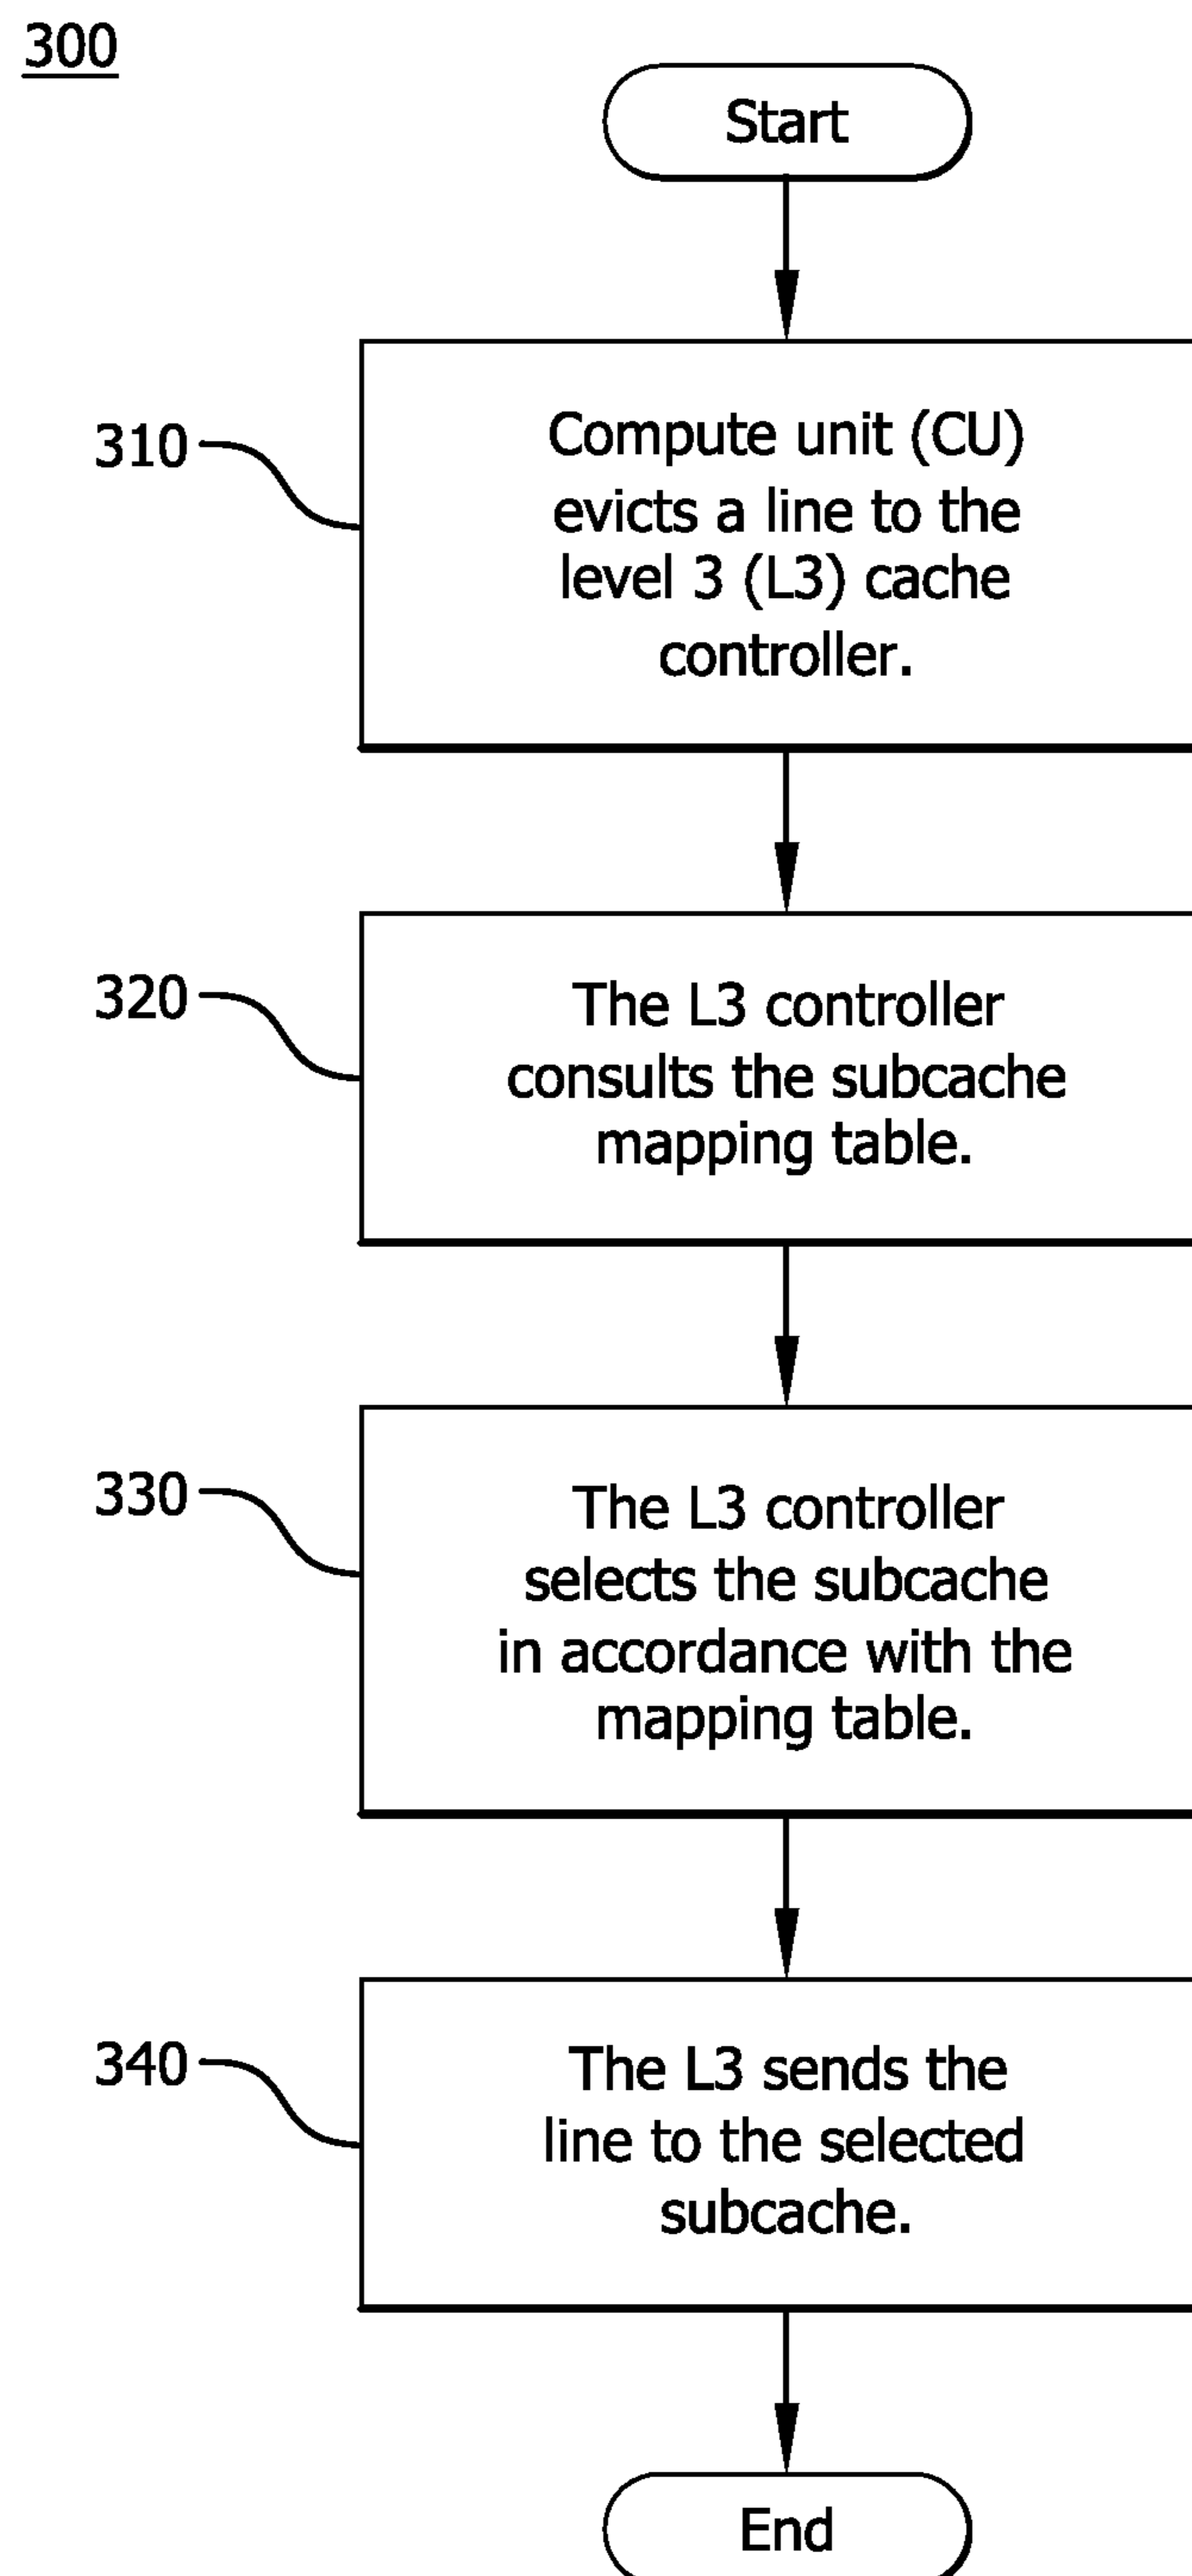 300
Start
310
Compute unit (CU)
evicts a line to the
level 3 (L3) cache
controller.
320
The L3 controller
consults the subcache
mapping table.
330
The L3 controller
selects the subcache
in accordance with the
mapping table.
340
The L3 sends the
line to the selected
subcache.
End